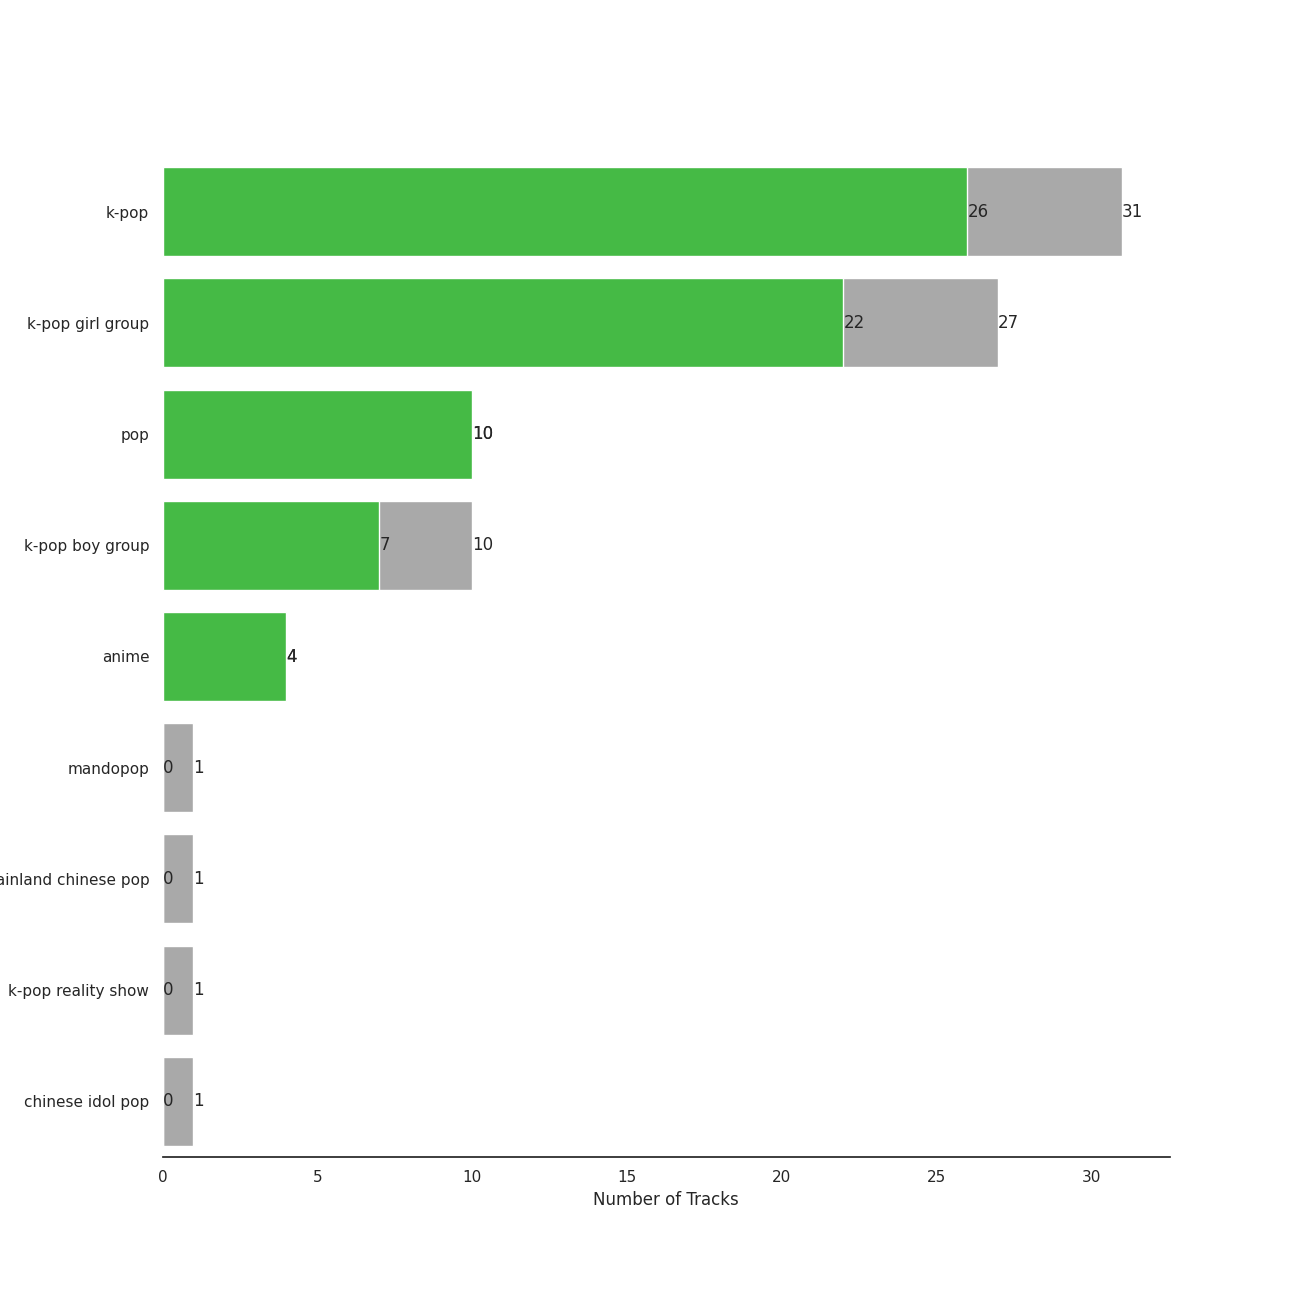 k-pop 26 31
k-pop girl group 22 27
pop 10
k-pop boy group 7 10
anime 4
mandopop 0 1
ainland chinese pop 0 1
k-pop reality show 0 1
chinese idol pop 0 1
0 5 10 15 20 25 30
Number of Tracks